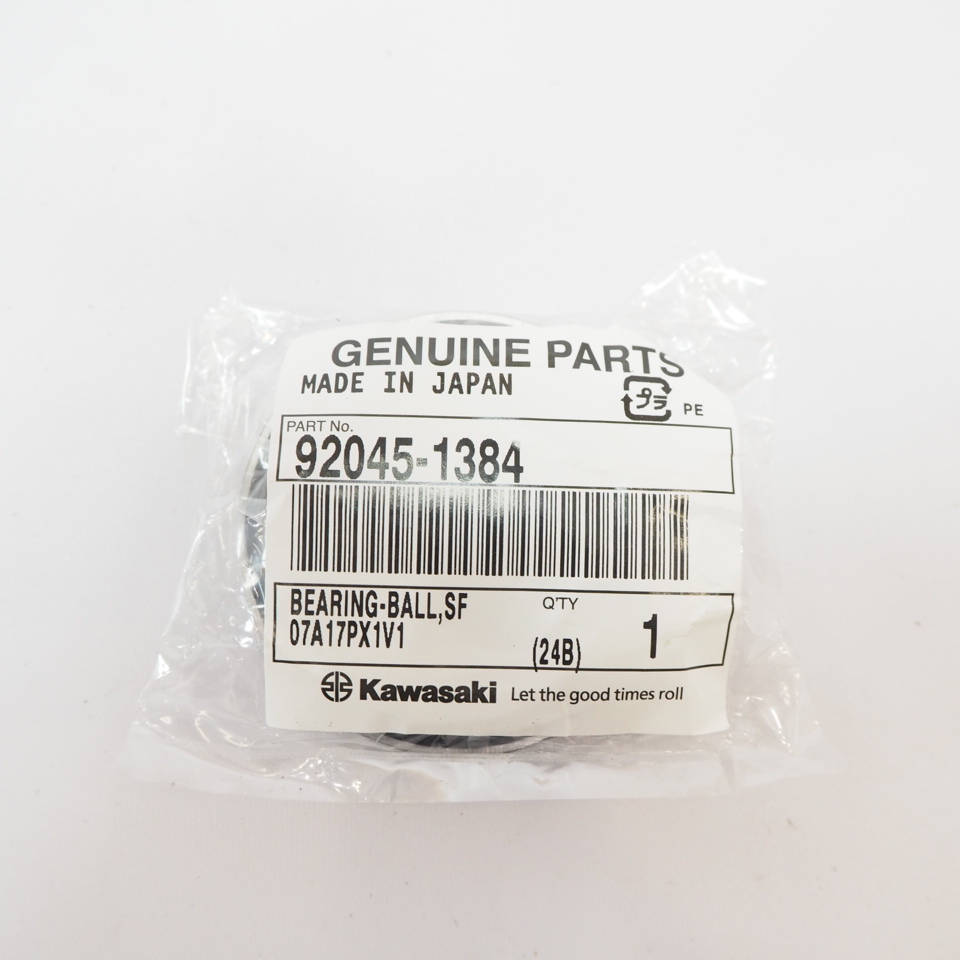 GENUINE PARTS
MADE IN JAPAN
プラ PE
PART No.
92045-1384
BEARING-BALL,SF Q'TY
07A17PX1V1 (24B) 1
Kawasaki Let the good times roll